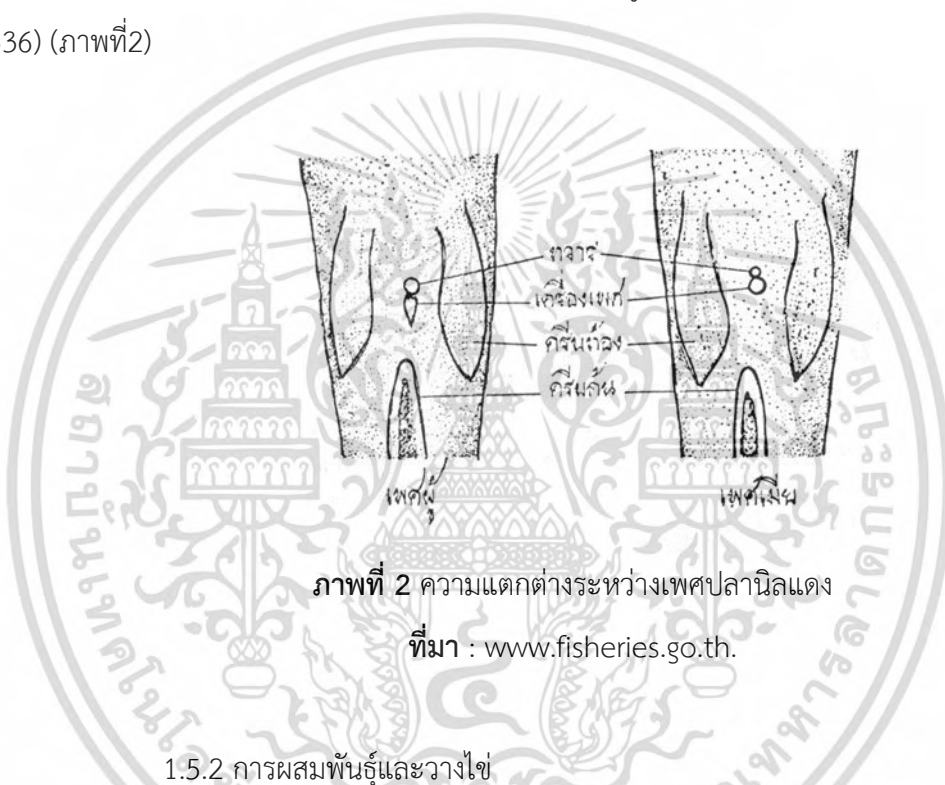 36) (ภาพที่2)
ทวาร
เครื่องเพศ
ครีบท้อง
ครีบก้น
เพศผู้
เพศเมีย
ภาพที่ 2 ความแตกต่างระหว่างเพศปลานิลแดง
ที่มา : www.fisheries.go.th.
1.5.2 การผสมพันธุ์และวางไข่